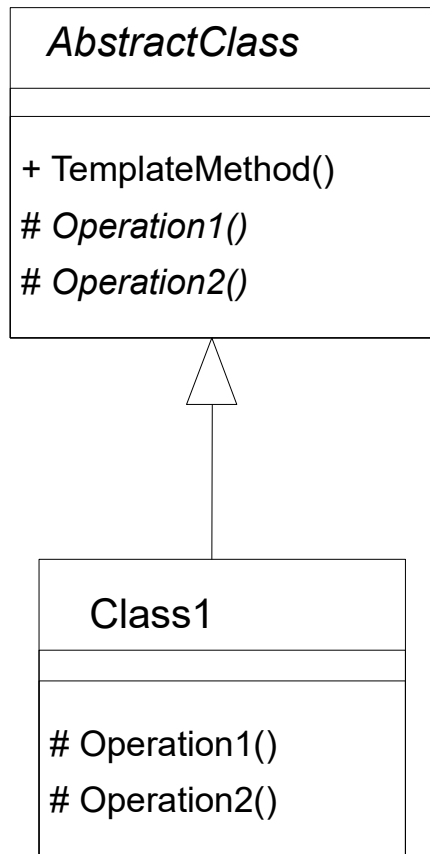 AbstractClass
+ TemplateMethod()
# Operation1()
# Operation2()
Class1
# Operation1()
# Operation2()